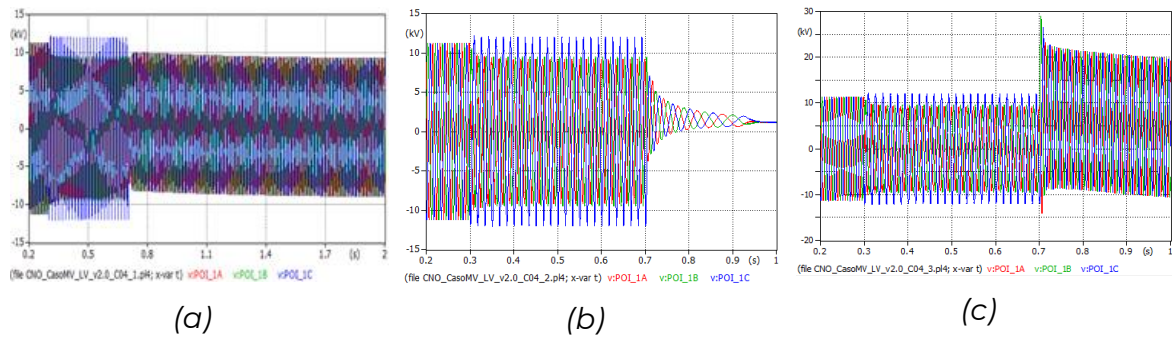 15
(kV)
10
5
0
-5
-10
-15
0.2 0.5 0.8 1.1 1.4 1.7 (s) 2
(file CNO_CasoMV_LV_v2.0_C04_1.pl4; x-var t) v:POI_1A v:POI_1B v:POI_1C
(a)
15
(kV)
10
5
0
-5
-10
-15
0.2 0.3 0.4 0.5 0.6 0.7 0.8 0.9 (s) 1
(file CNO_CasoMV_LV_v2.0_C04_2.pl4; x-var t) v:POI_1A v:POI_1B v:POI_1C
(b)
30
(kV)
20
10
0
-10
-20
0.2 0.3 0.4 0.5 0.6 0.7 0.8 0.9 (s) 1
(file CNO_CasoMV_LV_v2.0_C04_3.pl4; x-var t) v:POI_1A v:POI_1B v:POI_1C
(c)